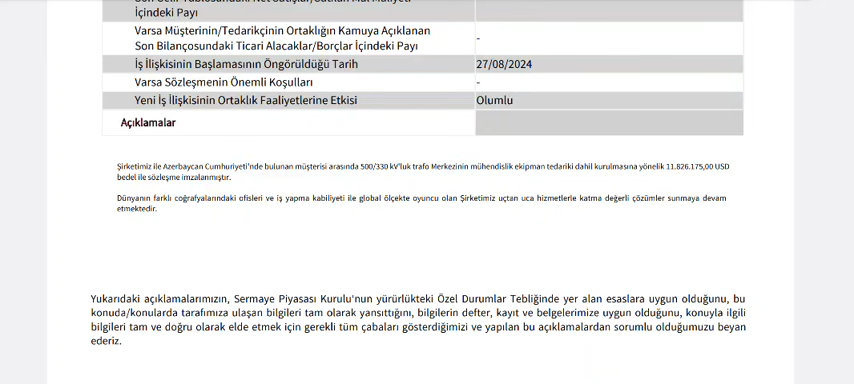 İçindeki Payı
Varsa Müşterinin/Tedarikçinin Ortaklığın Kamuya Açıklanan
Son Bilançosundaki Ticari Alacaklar/Borçlar İçindeki Payı
-
İş İlişkisinin Başlamasının Öngörüldüğü Tarih
27/08/2024
Varsa Sözleşmenin Önemli Koşulları
-
Yeni İş İlişkisinin Ortaklık Faaliyetlerine Etkisi
Olumlu
Açıklamalar
Şirketimiz ile Azerbaycan Cumhuriyeti'nde bulunan müşterisi arasında 500/330 kV'luk trafo Merkezinin mühendislik ekipman tedariki dahil kurulmasına yönelik 11.826.175,00 USD
bedel ile sözleşme imzalanmıştır.
Dünyanın farklı coğrafyalarındaki ofisleri ve iş yapma kabiliyeti ile global ölçekte oyuncu olan Şirketimiz uçtan uca hizmetlerle katma değerli çözümler sunmaya devam
etmektedir.
Yukarıdaki açıklamalarımızın, Sermaye Piyasası Kurulu'nun yürürlükteki Özel Durumlar Tebliğinde yer alan esaslara uygun olduğunu, bu
konuda/konularda tarafımıza ulaşan bilgileri tam olarak yansıttığını, bilgilerin defter, kayıt ve belgelerimize uygun olduğunu, konuyla ilgili
bilgileri tam ve doğru olarak elde etmek için gerekli tüm çabaları gösterdiğimizi ve yapılan bu açıklamalardan sorumlu olduğumuzu beyan
ederiz.